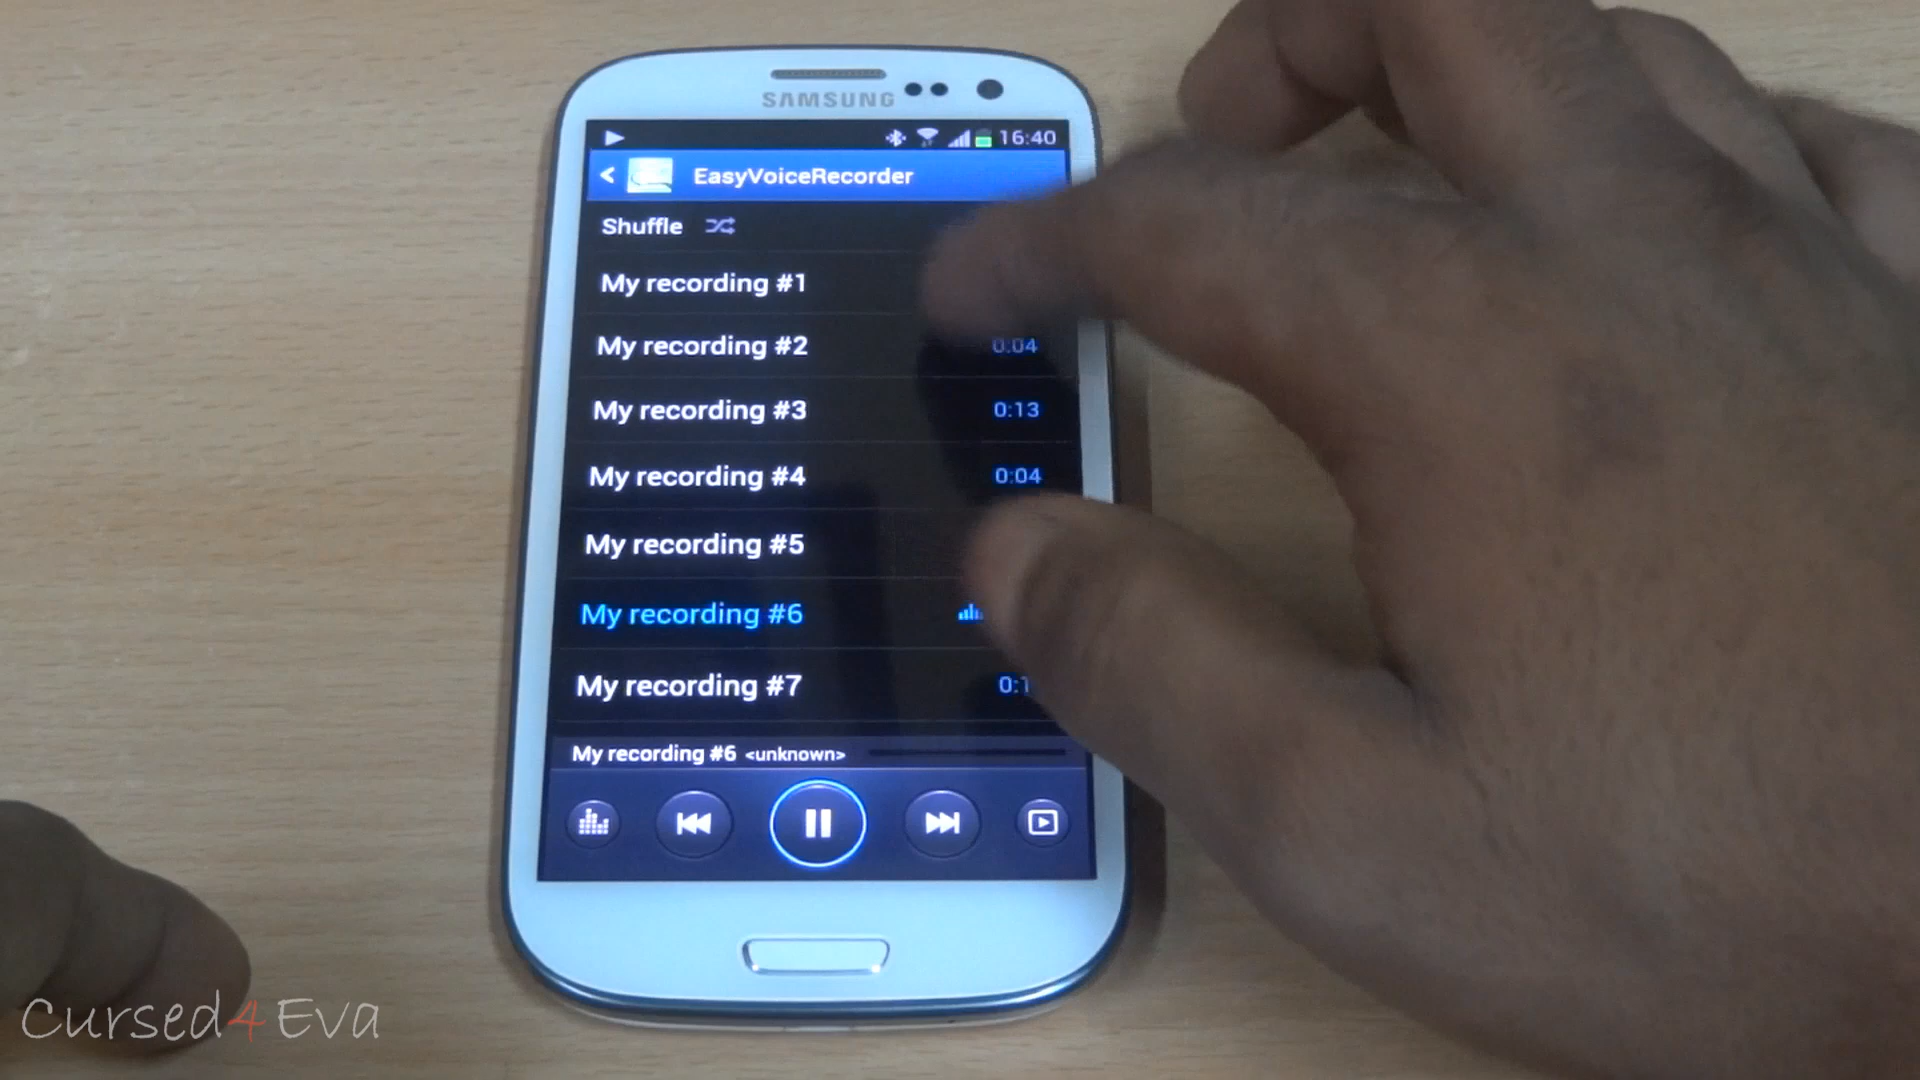 SAMSUNG
16:40
EasyVoiceRecorder
Shuffle
My recording #1
My recording #2 0:04
My recording #3 0:13
My recording #4 0:04
My recording #5
My recording #6
My recording #7
My recording #6 <unknown>
Cursed4Eva